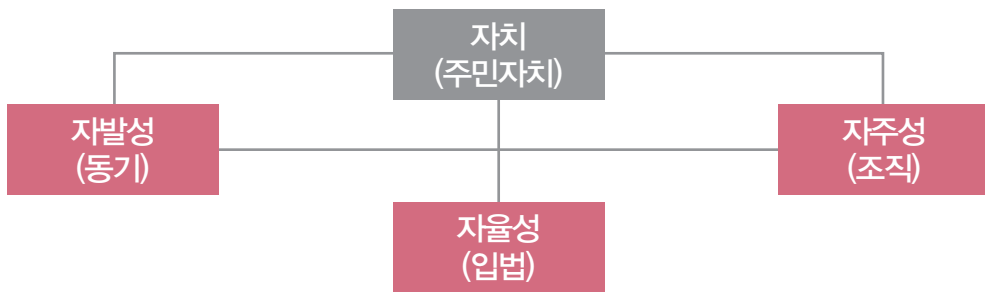 자치
(주민자치)
자발성
(동기)
자주성
(조직)
자율성
(입법)